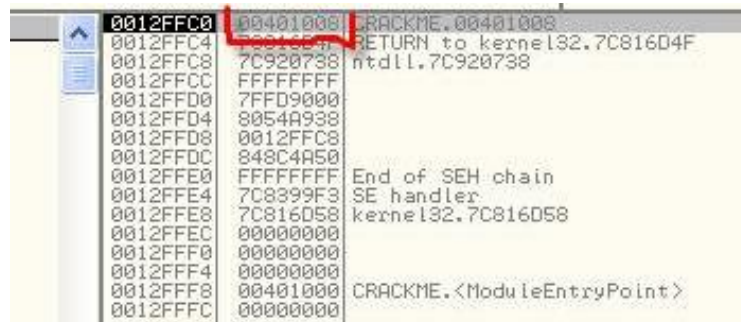 0012FFC0 00401008 CRACKME.00401008
0012FFC4 7C816D4F RETURN to kernel32.7C816D4F
0012FFC8 7C920738 ntdll.7C920738
0012FFCC FFFFFFFF
0012FFD0 7FFD9000
0012FFD4 8054A938
0012FFD8 0012FFC8
0012FFDC 848C4A50
0012FFE0 FFFFFFFF End of SEH chain
0012FFE4 7C8399F3 SE handler
0012FFE8 7C816D58 kernel32.7C816D58
0012FFEC 00000000
0012FFF0 00000000
0012FFF4 00000000
0012FFF8 00401000 CRACKME.<ModuleEntryPoint>
0012FFFC 00000000